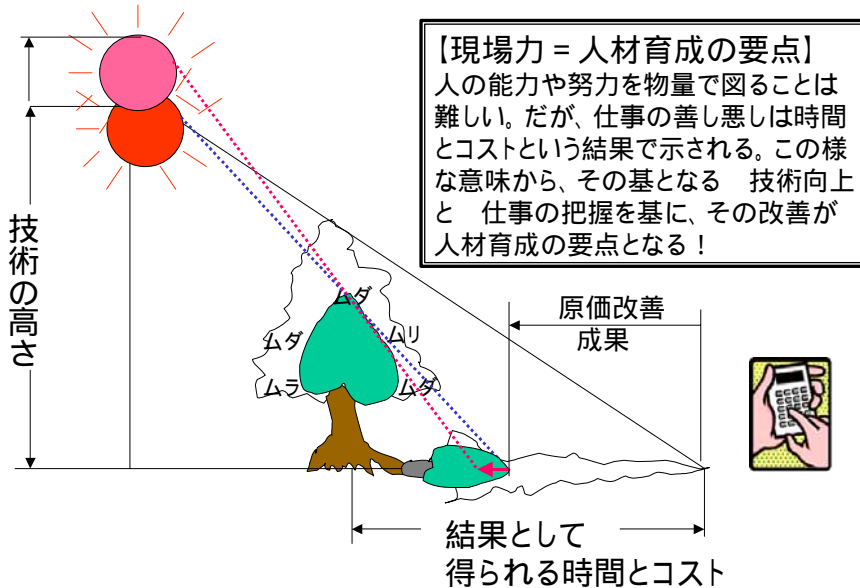 【現場力 = 人材育成の要点】
人の能力や努力を物量で図ることは
難しい。だが、仕事の善し悪しは時間
とコストという結果で示される。この様
な意味から、その基となる　技術向上
と　仕事の把握を基に、その改善が
人材育成の要点となる！
技術の高さ
ムダ
ムダ
ムリ
ムラ
ムダ
原価改善
成果
結果として
得られる時間とコスト